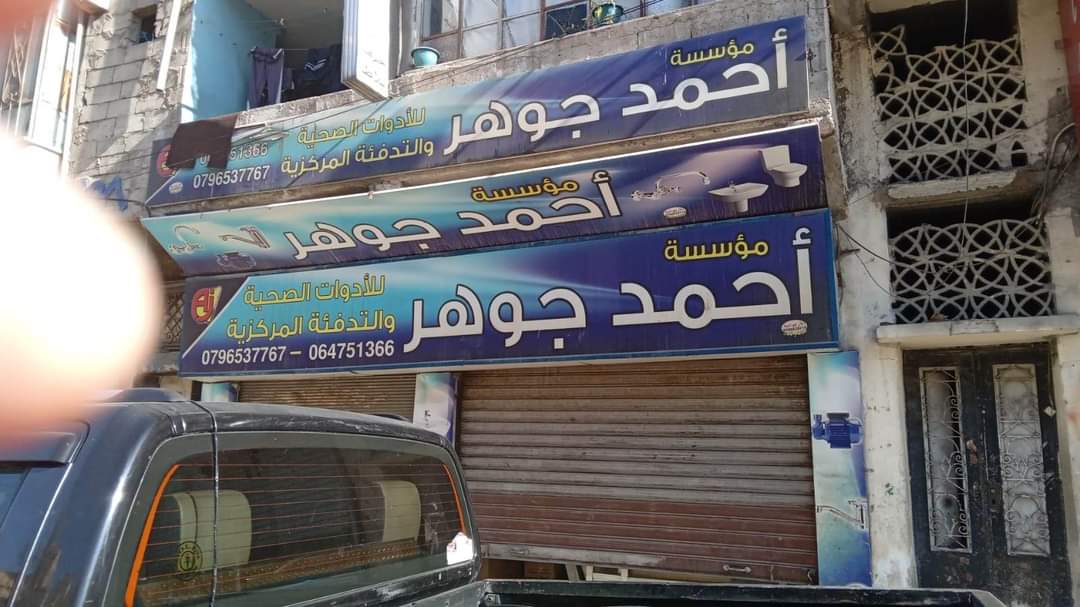 مؤسسة
أحمد جوهر
للأدوات الصحية
والتدفئة المركزية
51366
0796537767
مؤسسة
أحمد جوهر
مؤسسة
أحمد جوهر
للأدوات الصحية
والتدفئة المركزية
0796537767 – 064751366